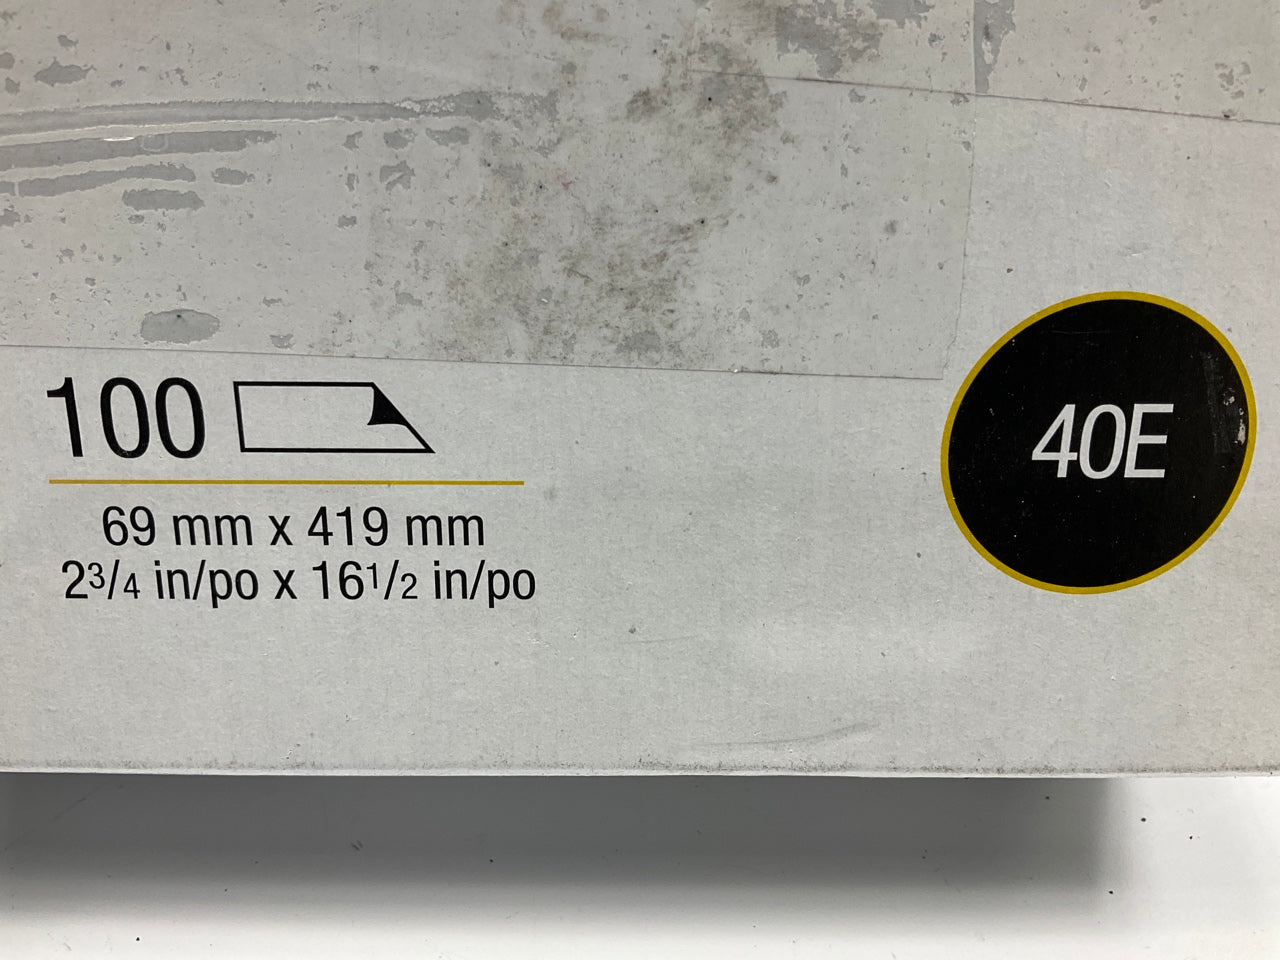 100
69 mm x 419 mm
2 3/4 in/po x 16 1/2 in/po
40E